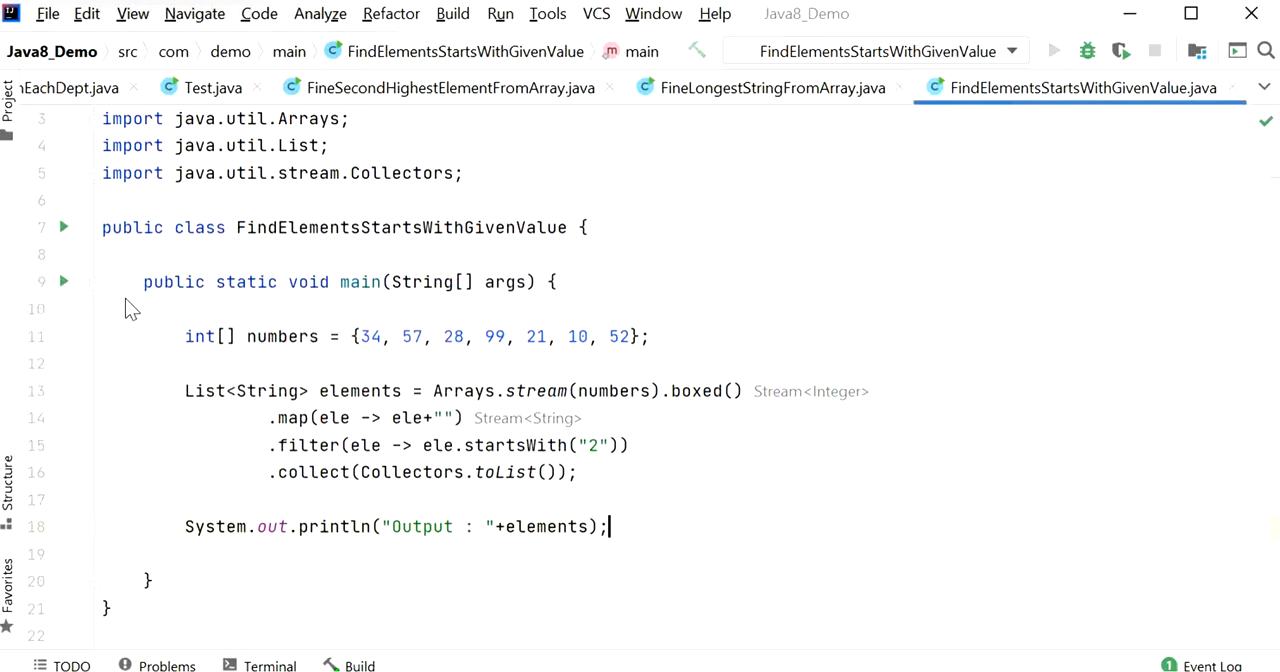 File Edit View Navigate Code Analyze Refactor Build Run Tools VCS Window Help Java8_Demo
Java8_Demo src com demo main FindElementsStartsWithGivenValue main FindElementsStartsWithGivenValue
nEachDept.java Test.java FineSecondHighestElementFromArray.java FineLongestStringFromArray.java FindElementsStartsWithGivenValue.java
Project
Structure
Favorites
3 import java.util.Arrays;
4 import java.util.List;
5 import java.util.stream.Collectors;
6
7 public class FindElementsStartsWithGivenValue {
8
9 public static void main(String[] args) {
10
11 int[] numbers = {34, 57, 28, 99, 21, 10, 52};
12
13 List<String> elements = Arrays.stream(numbers).boxed() Stream<Integer>
14 .map(ele -> ele+"") Stream<String>
15 .filter(ele -> ele.startsWith("2"))
16 .collect(Collectors.toList());
17
18 System.out.println("Output : "+elements);
19
20 }
21 }
22
TODO Problems Terminal Build 1 Event Log